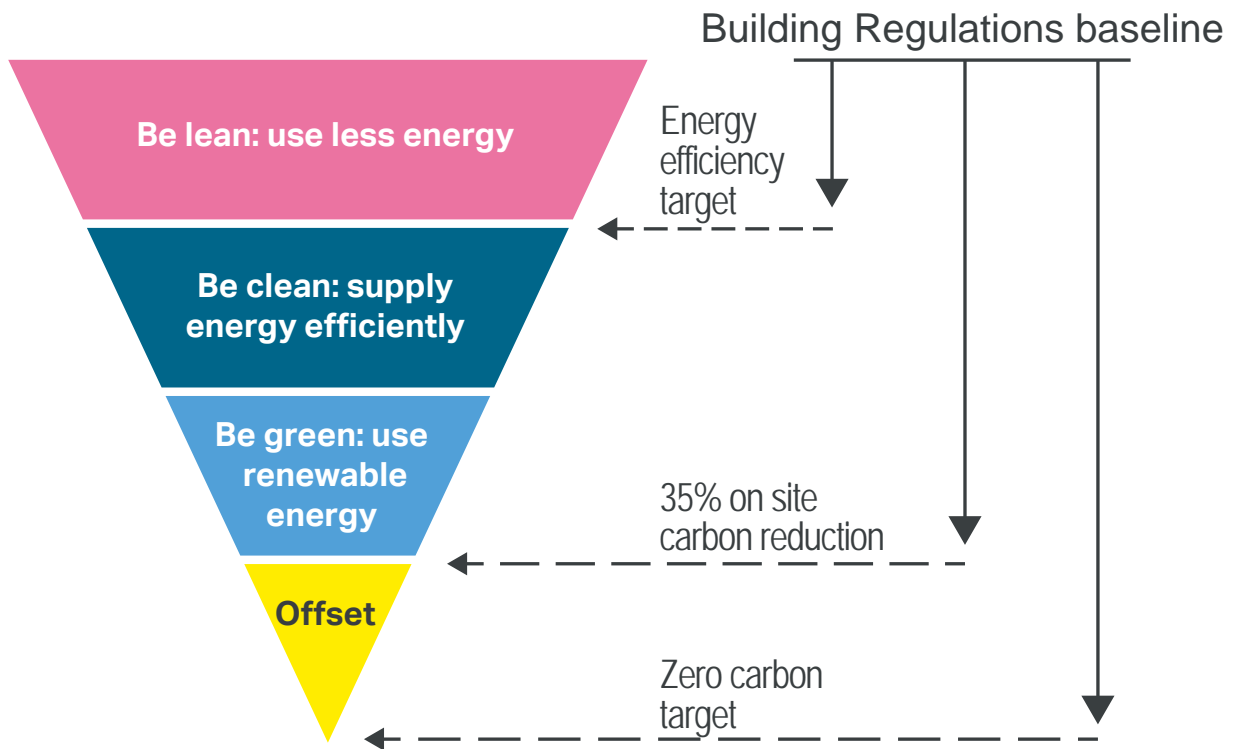 Building Regulations baseline
Be lean: use less energy
Energy
efficiency
target
Be clean: supply
energy efficiently
Be green: use
renewable
energy
35% on site
carbon reduction
Offset
Zero carbon
target